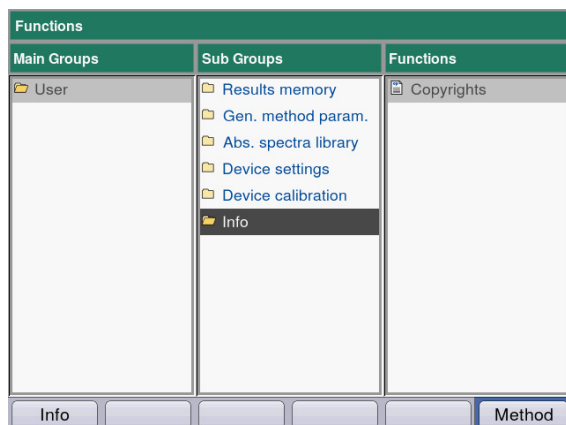 Functions
Main Groups
Sub Groups
Functions
User
Results memory
Gen. method param.
Abs. spectra library
Device settings
Device calibration
Info
Copyrights
Info
Method